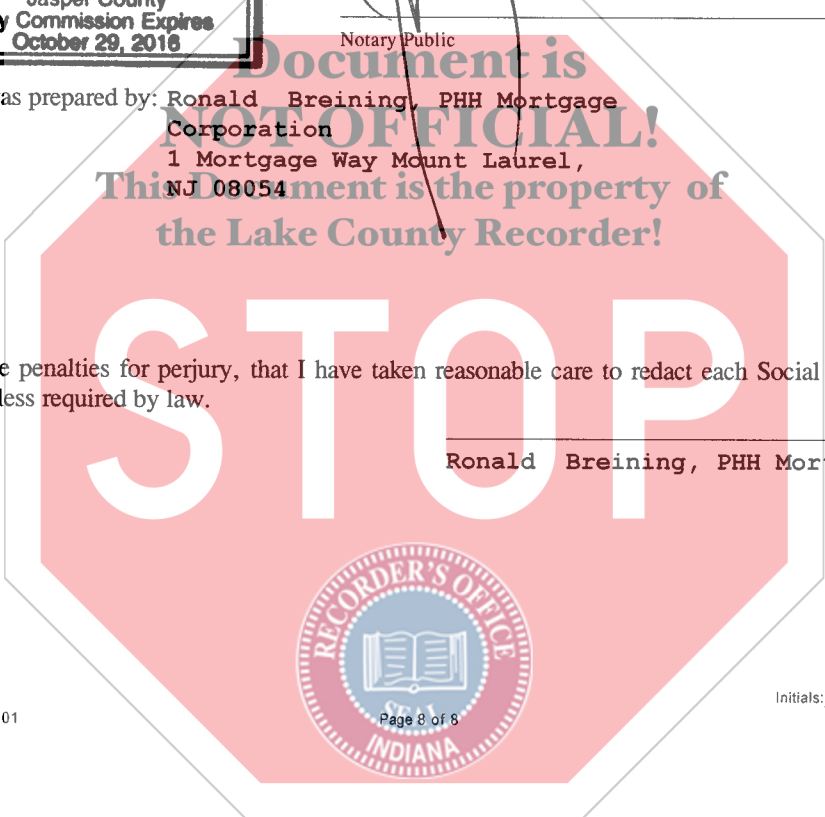 Jasper County
y Commission Expires
October 29, 2016
Notary Public
Document is
as prepared by: Ronald Breining, PHH Mortgage
NOT OFFICIAL!
Corporation
1 Mortgage Way Mount Laurel,
This Document is the property of
NJ 08054
the Lake County Recorder!
STOP
e penalties for perjury, that I have taken reasonable care to redact each Social
less required by law.
Ronald Breining, PHH Mor
RECORDER'S OFFICE
Initials:
01
SEAL
Page 8 of 8
INDIANA